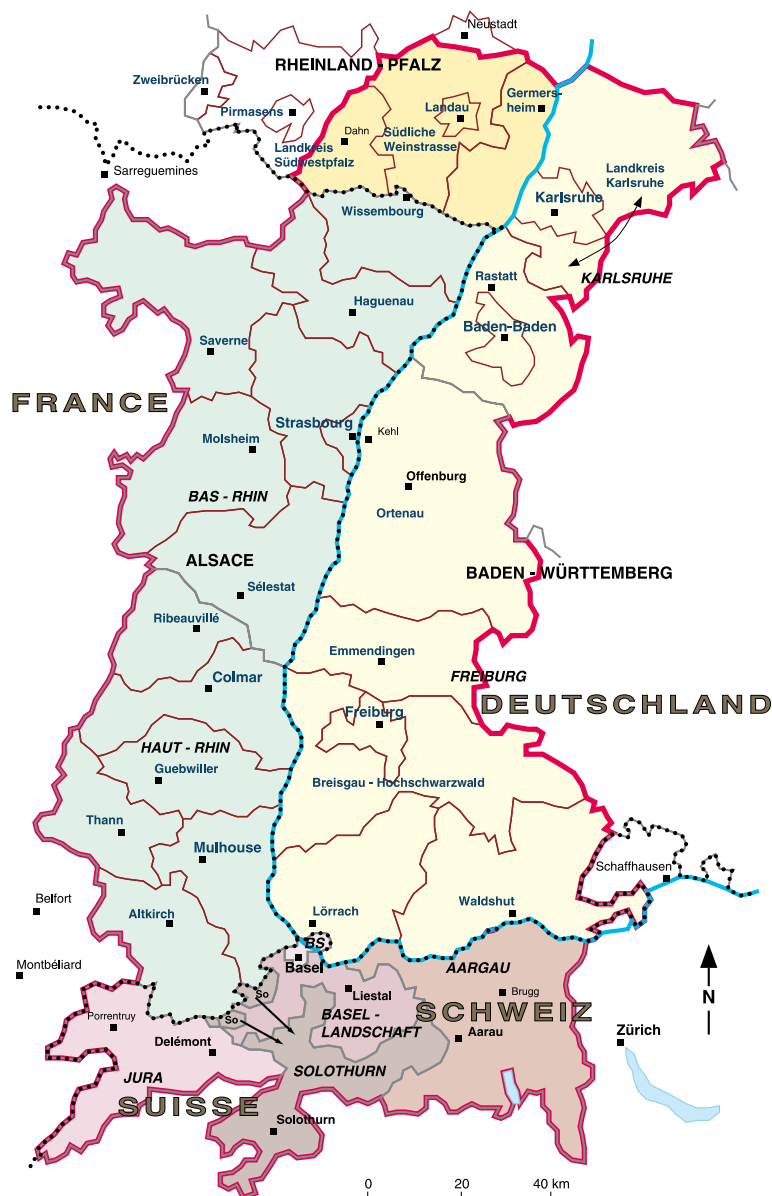 Neustadt
RHEINLAND - PFALZ
Zweibrücken
Germers-
heim
Pirmasens
Landau
Dahn
Südliche
Weinstrasse
Landkreis
Südwestpfalz
Sarreguemines
Landkreis
Karlsruhe
Karlsruhe
Wissembourg
KARLSRUHE
Rastatt
Haguenau
Baden-Baden
Saverne
FRANCE
Strasbourg
Kehl
Molsheim
Offenburg
BAS - RHIN
Ortenau
ALSACE
BADEN - WÜRTTEMBERG
Sélestat
Ribeauvillé
Emmendingen
Colmar
FREIBURG
DEUTSCHLAND
Freiburg
HAUT - RHIN
Guebwiller
Breisgau - Hochschwarzwald
Thann
Mulhouse
Schaffhausen
Belfort
Altkirch
Lörrach
Waldshut
BS
Basel
Montbéliard
AARGAU
So
Liestal
Brugg
N
Porrentruy
So
BASEL -
LANDSCHAFT
SCHWEIZ
Zürich
Delémont
Aarau
JURA
SOLOTHURN
SUISSE
Solothurn
0 20 40 km